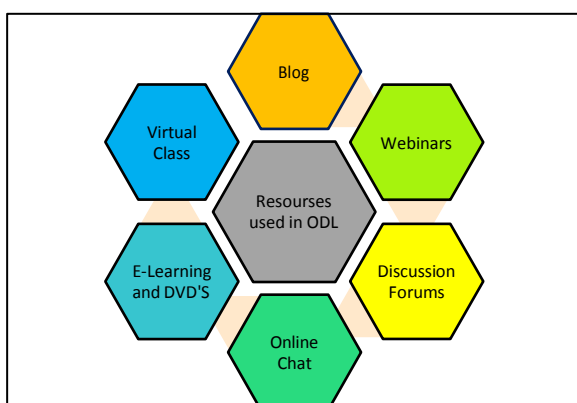 Blog
Virtual
Class
Webinars
Resourses
used in ODL
E-Learning
and DVD'S
Discussion
Forums
Online
Chat